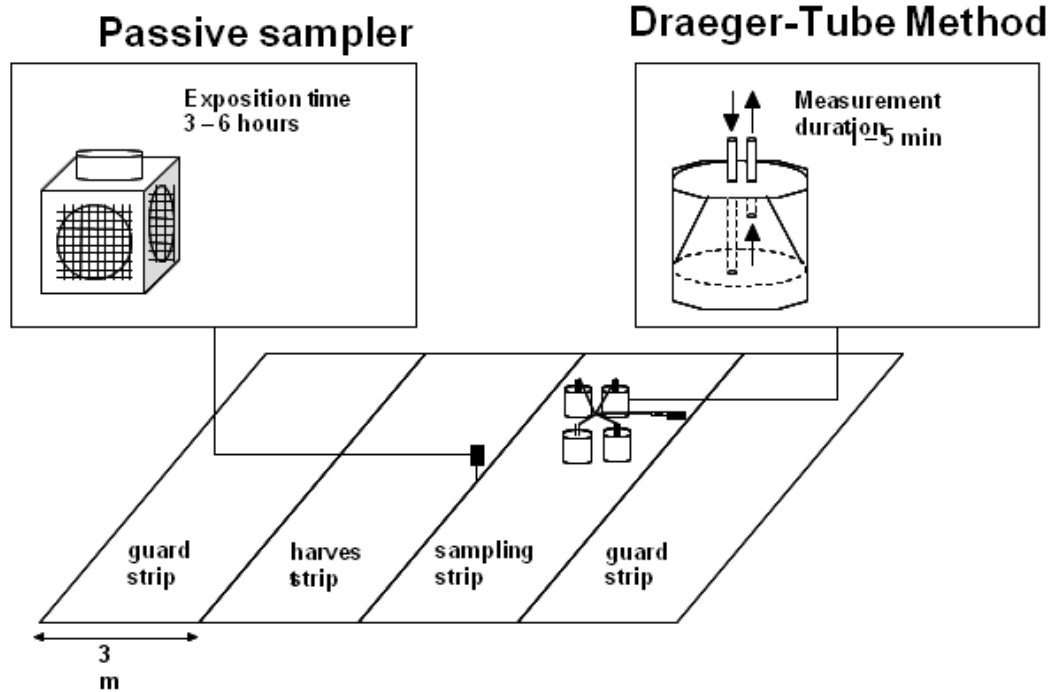 Passive sampler
Draeger-Tube Method
Exposition time
3 – 6 hours
Measurement
duration
1 – 5 min
guard
strip
harves
tstrip
sampling
strip
guard
strip
3
m